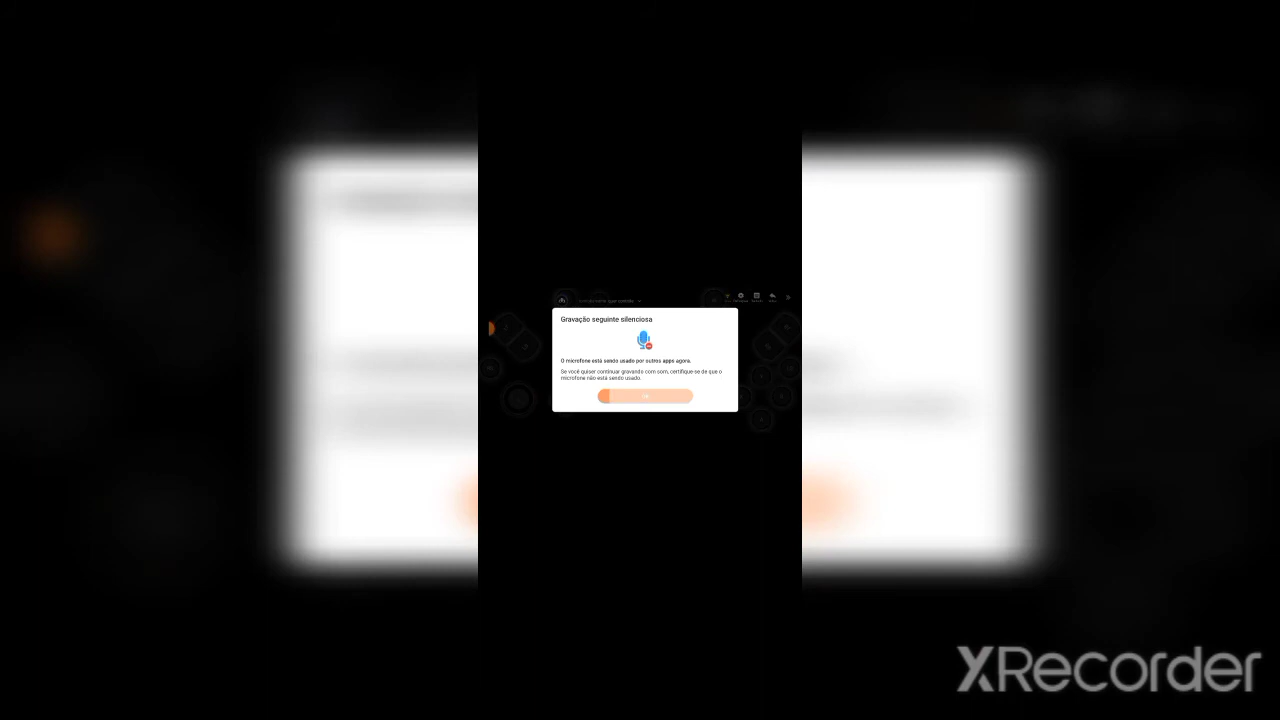 Gravação seguinte silenciosa
O microfone está sendo usado por outros apps agora.
Se você quiser continuar gravando com som, certifique-se de que o
microfone não está sendo usado.
XRecorder